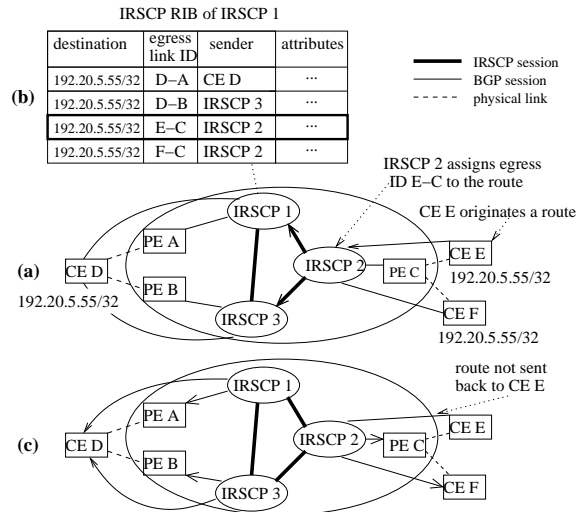 IRSCP RIB of IRSCP 1
destination egress link ID sender attributes
192.20.5.55/32 D–A CE D ...
192.20.5.55/32 D–B IRSCP 3 ...
192.20.5.55/32 E–C IRSCP 2 ...
192.20.5.55/32 F–C IRSCP 2 ...
(b)
IRSCP session
BGP session
physical link
IRSCP 2 assigns egress
ID E–C to the route
CE E originates a route
(a)
IRSCP 1
PE A
CE D
192.20.5.55/32
PE B
IRSCP 2
PE C
CE E
192.20.5.55/32
CE F
192.20.5.55/32
IRSCP 3
route not sent
back to CE E
(c)
IRSCP 1
PE A
CE D
PE B
IRSCP 2
PE C
CE E
CE F
IRSCP 3